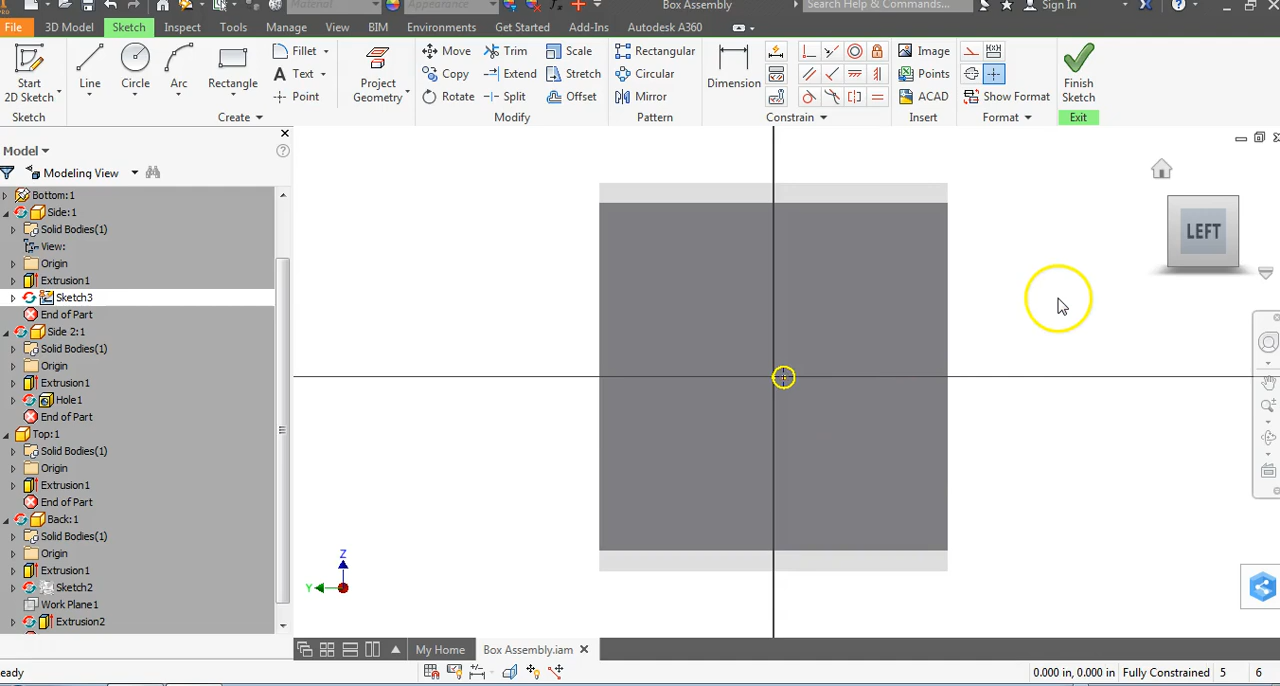 Material
Appearance
Box Assembly
Search Help & Commands...
Sign In
File 3D Model Sketch Inspect Tools Manage View BIM Environments Get Started Add-Ins Autodesk A360
Start 2D Sketch
Line
Circle
Arc
Rectangle
Fillet
Text
Point
Project Geometry
Move
Copy
Rotate
Trim
Extend
Split
Scale
Stretch
Offset
Rectangular
Circular
Mirror
Dimension
Image
Points
ACAD
Show Format
Finish Sketch
Sketch Create Modify Pattern Constrain Insert Format Exit
Model
Modeling View
Bottom:1
Side:1
Solid Bodies(1)
View:
Origin
Extrusion1
Sketch3
End of Part
Side 2:1
Solid Bodies(1)
Origin
Extrusion1
Hole1
End of Part
Top:1
Solid Bodies(1)
Origin
Extrusion1
End of Part
Back:1
Solid Bodies(1)
Origin
Extrusion1
Sketch2
Work Plane1
Extrusion2
LEFT
Z
Y
My Home Box Assembly.iam
eady
0.000 in, 0.000 in Fully Constrained 5 6